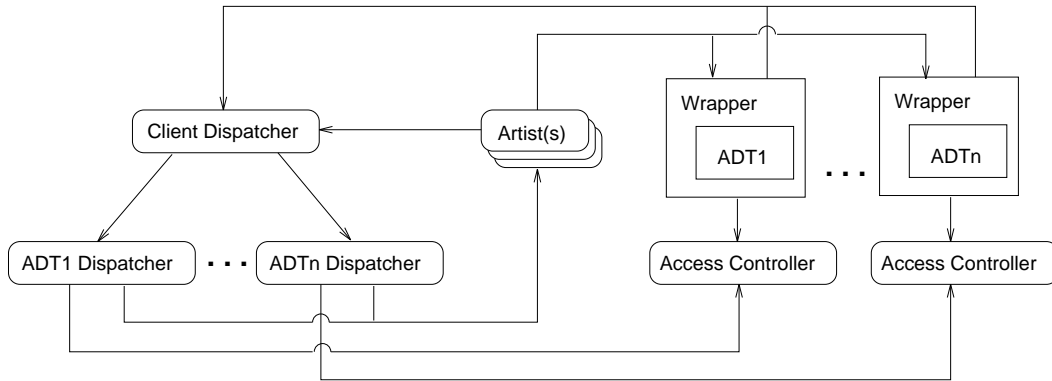 Wrapper
Wrapper
Client Dispatcher
Artist(s)
ADT1
ADTn
. . .
ADT1 Dispatcher
. . .
ADTn Dispatcher
Access Controller
Access Controller